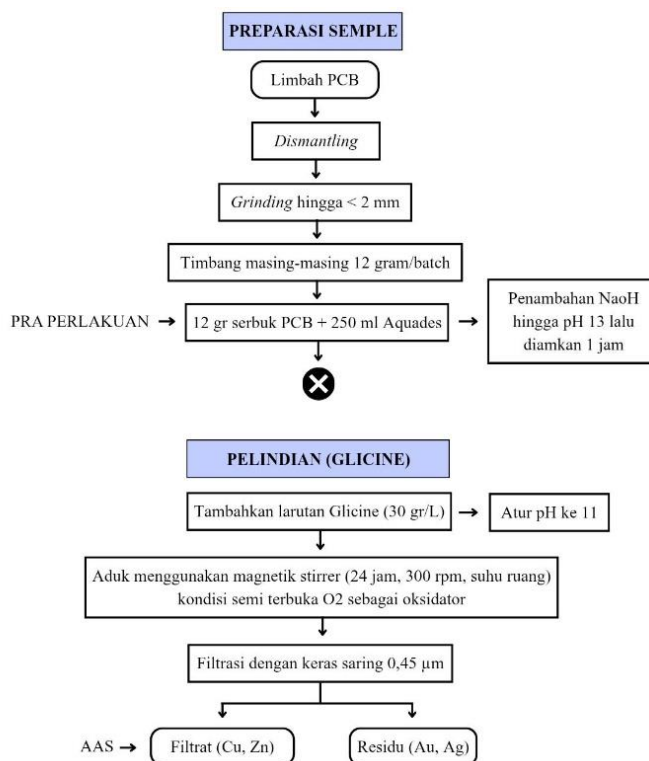 PREPARASI SEMPLE
Limbah PCB
Dismantling
Grinding hingga < 2 mm
Timbang masing-masing 12 gram/batch
PRA PERLAKUAN
12 gr serbuk PCB + 250 ml Aquades
Penambahan NaoH
hingga pH 13 lalu
diamkan 1 jam
PELINDIAN (GLICINE)
Tambahkan larutan Glicine (30 gr/L)
Atur pH ke 11
Aduk menggunakan magnetik stirrer (24 jam, 300 rpm, suhu ruang)
kondisi semi terbuka O2 sebagai oksidator
Filtrasi dengan keras saring 0,45 µm
AAS
Filtrat (Cu, Zn)
Residu (Au, Ag)